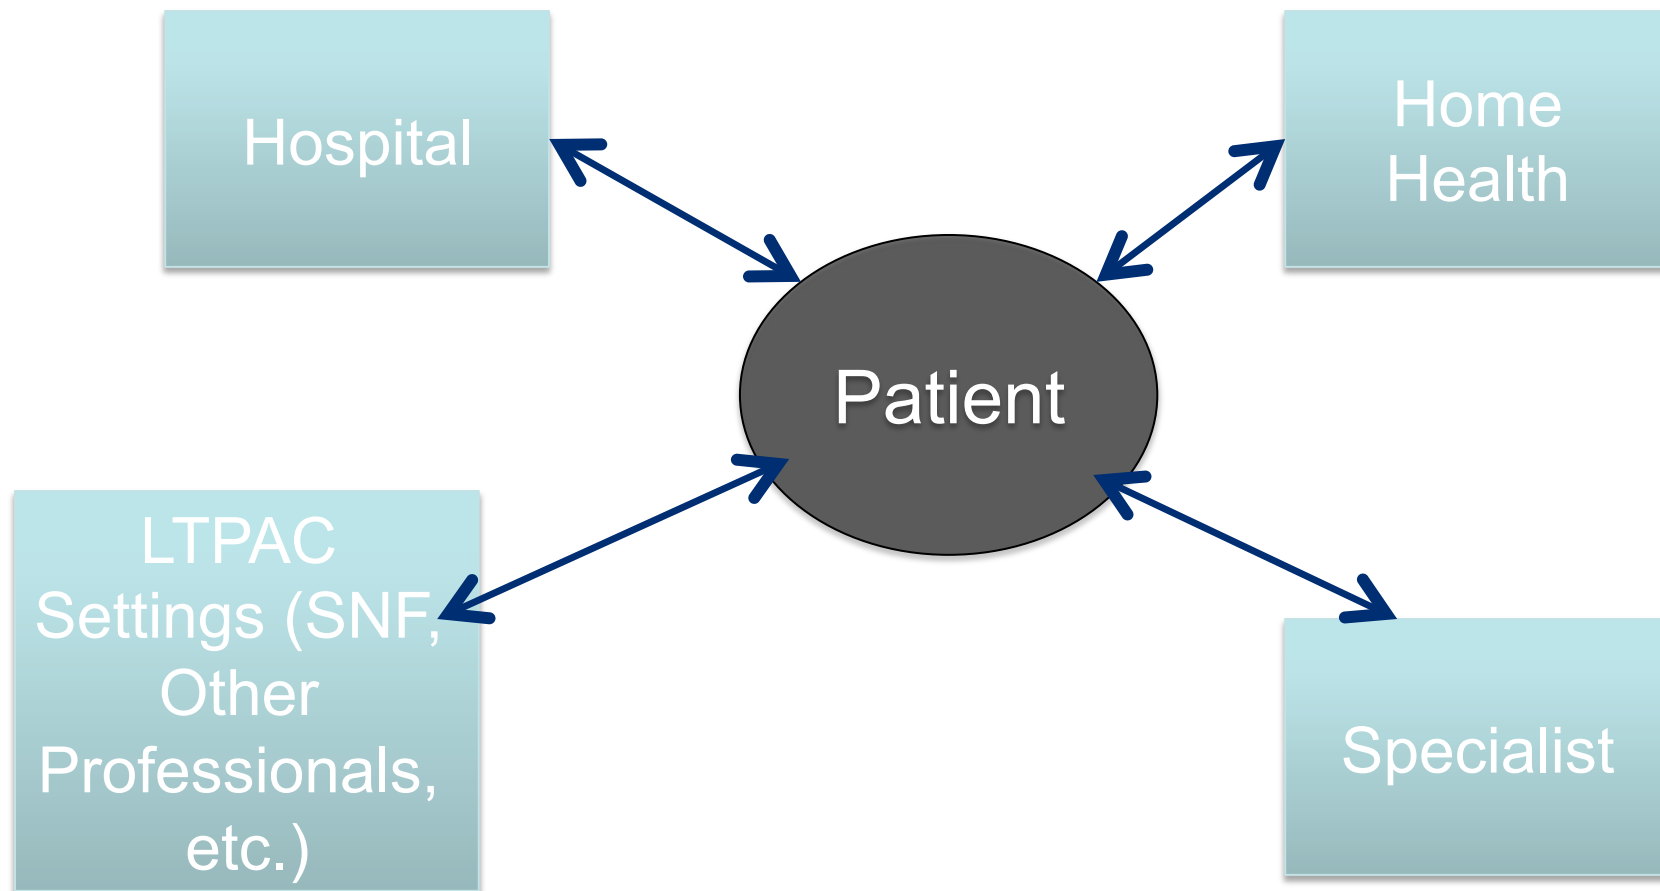 Hospital
Home
Health
Patient
LTPAC
Settings (SNF,
Other
Professionals,
etc.)
Specialist